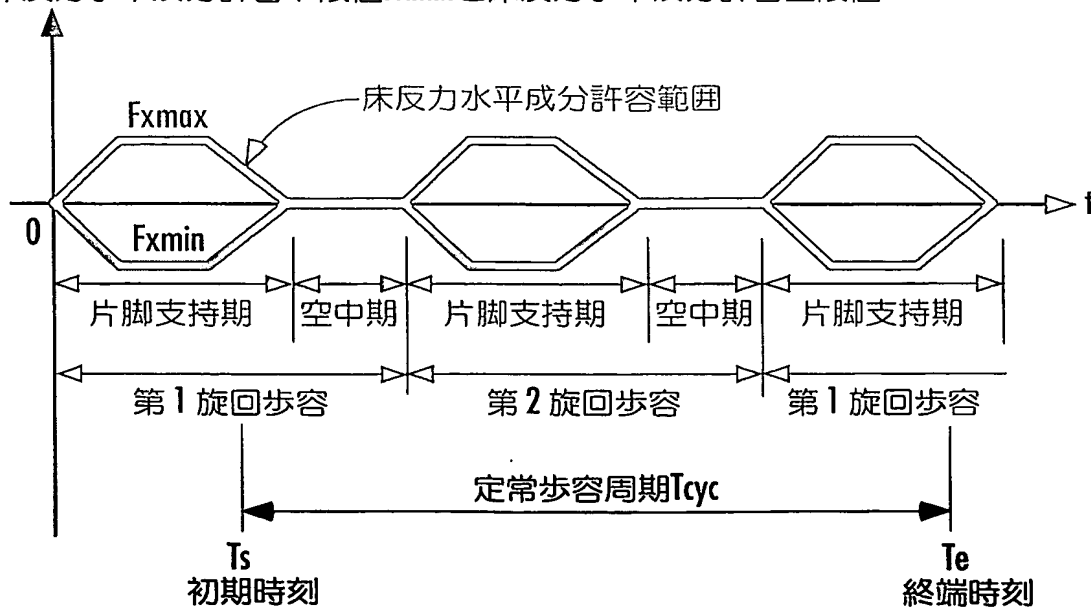 Fxmax
床反力水平成分許容範囲
t
0
Fxmin
片脚支持期 空中期 片脚支持期 空中期 片脚支持期
第1旋回歩容 第2旋回歩容 第1旋回歩容
定常歩容周期Tcyc
Ts
初期時刻
Te
終端時刻